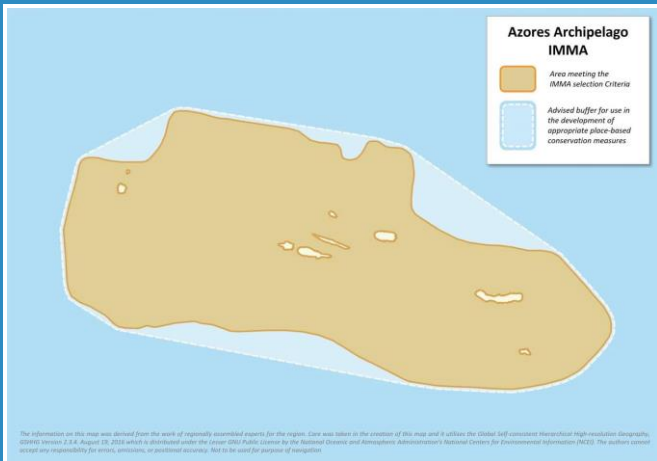 Azores Archipelago
IMMA
Area meeting the
IMMA selection Criteria
Advised buffer for use in
the development of
appropriate place-based
conservation measures
The information on this map was derived from the work of regionally assembled experts for the region. Care was taken in the creation of this map and it utilises the Global Self-consistent Hierarchical High-resolution Geography,
GSHHG Version 2.3.6. August 19, 2016 which is distributed under the Lesser GNU Public License by the National Oceanic and Atmospheric Administration's National Centers for Environmental Information (NCEI). The authors cannot
accept any responsibility for errors, omissions, or positional accuracy. Not to be used for purpose of navigation.